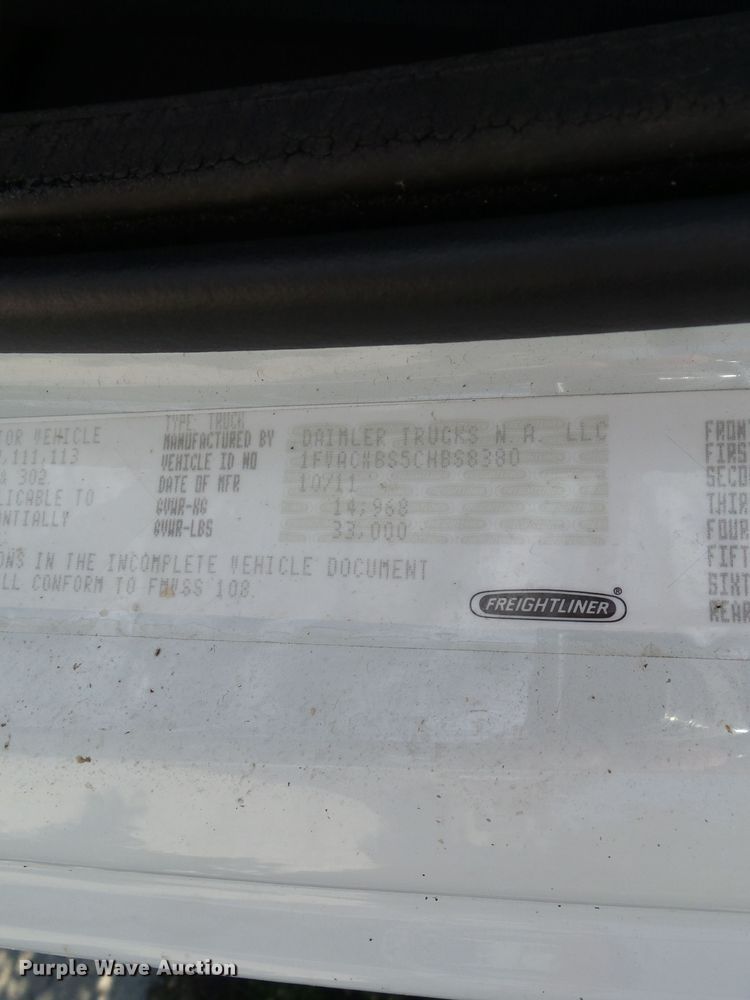 TYPE: TRUCK
TOR VEHICLE MANUFACTURED BY DAIMLER TRUCKS N.A. LLC FRON
,111,113 VEHICLE ID NO 1FVACWBS5CHBS8380 FIRS
& 302 DATE OF MFR 10/11 SECO
LICABLE TO GVWR-KG 14,968 THIR
NTIALLY GVWR-LBS 33,000 FOUR
ONS IN THE INCOMPLETE VEHICLE DOCUMENT FIFT
LL CONFORM TO FMVSS 108. SIXT
FREIGHTLINER® REAR
Purple Wave Auction